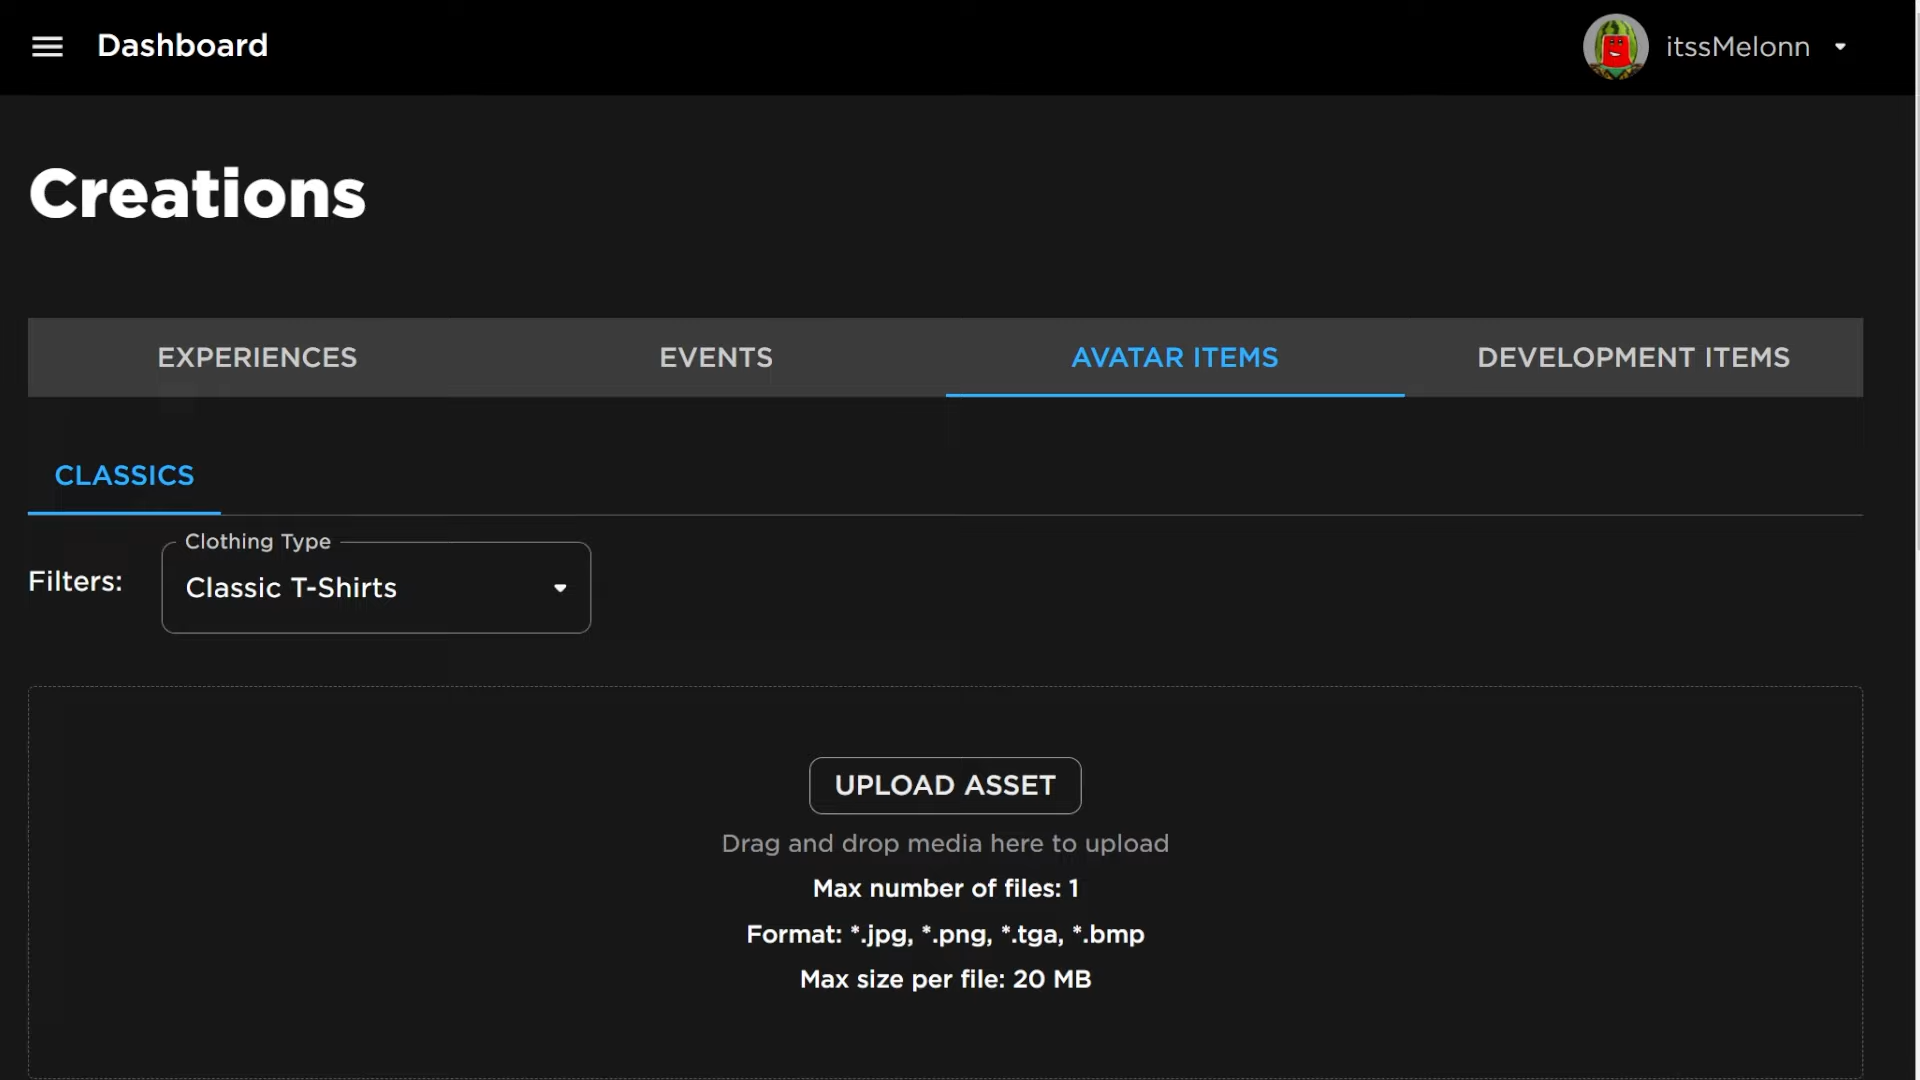 Dashboard
itssMelonn
Creations
EXPERIENCES
EVENTS
AVATAR ITEMS
DEVELOPMENT ITEMS
CLASSICS
Clothing Type
Filters:
Classic T-Shirts
UPLOAD ASSET
Drag and drop media here to upload
Max number of files: 1
Format: *.jpg, *.png, *.tga, *.bmp
Max size per file: 20 MB